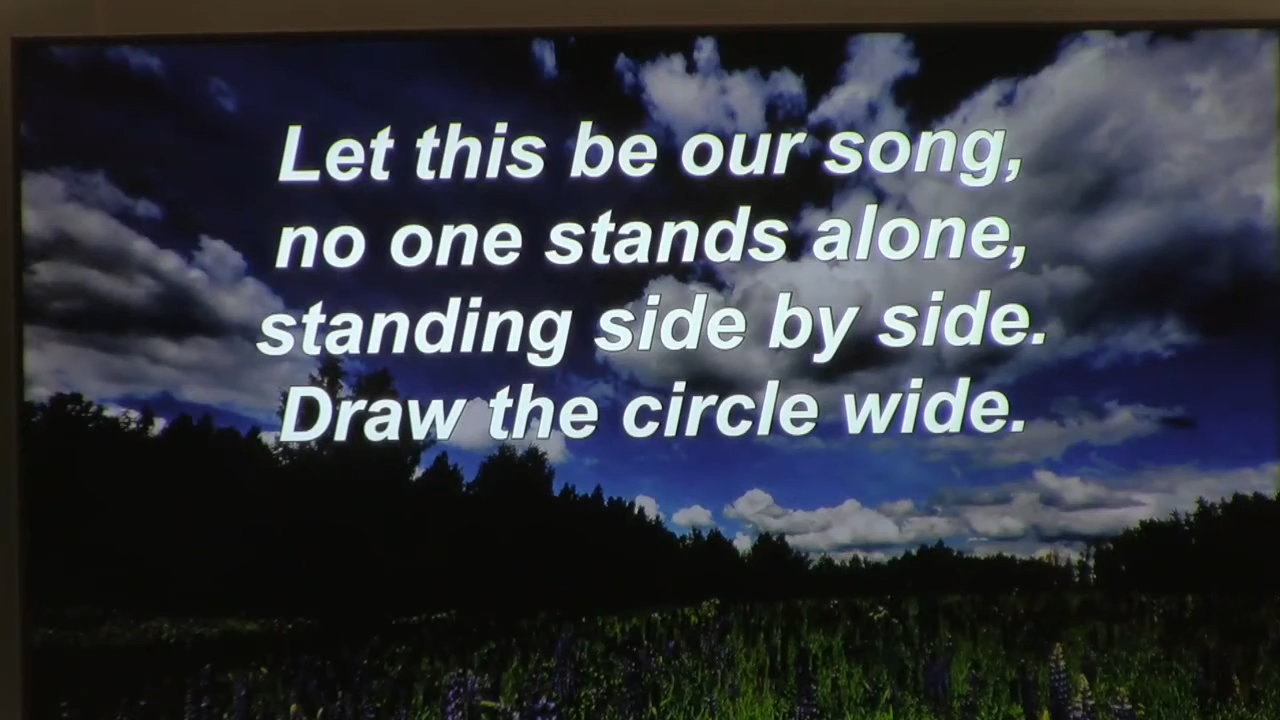 Let this be our song,
no one stands alone,
standing side by side.
Draw the circle wide.